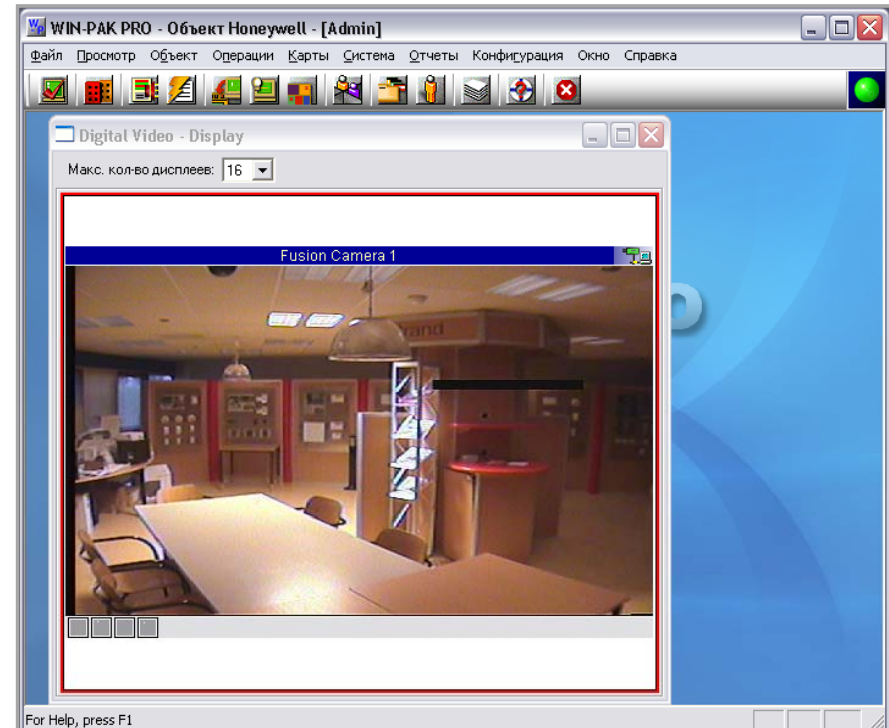 WIN-PAK PRO - Объект Honeywell - [Admin]
Файл Просмотр Объект Операции Карты Система Отчеты Конфигурация Окно Справка
Digital Video - Display
Макс. кол-во дисплеев: 16
Fusion Camera 1
rand
For Help, press F1